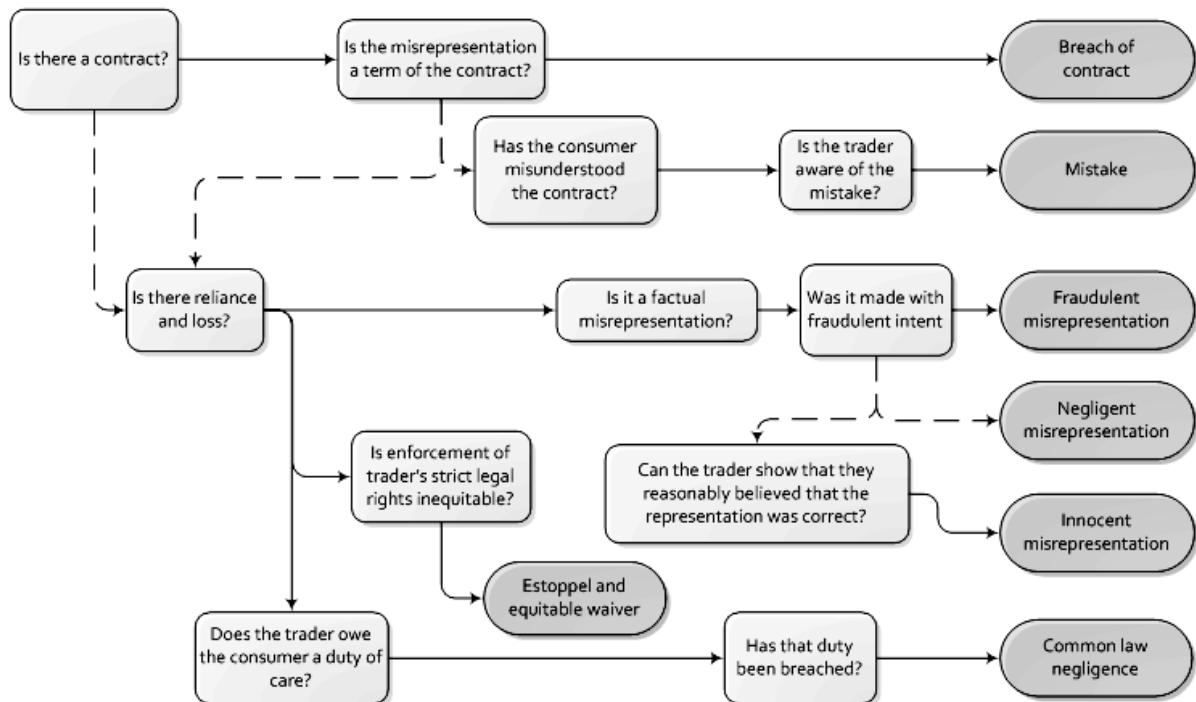 Is there a contract?
Is the misrepresentation
a term of the contract?
Breach of
contract
Has the consumer
misunderstood
the contract?
Is the trader
aware of the
mistake?
Mistake
Is there reliance
and loss?
Is it a factual
misrepresentation?
Was it made with
fraudulent intent
Fraudulent
misrepresentation
Negligent
misrepresentation
Is enforcement of
trader's strict legal
rights inequitable?
Can the trader show that they
reasonably believed that the
representation was correct?
Innocent
misrepresentation
Estoppel and
equitable waiver
Does the trader owe
the consumer a duty of
care?
Has that duty
been breached?
Common law
negligence